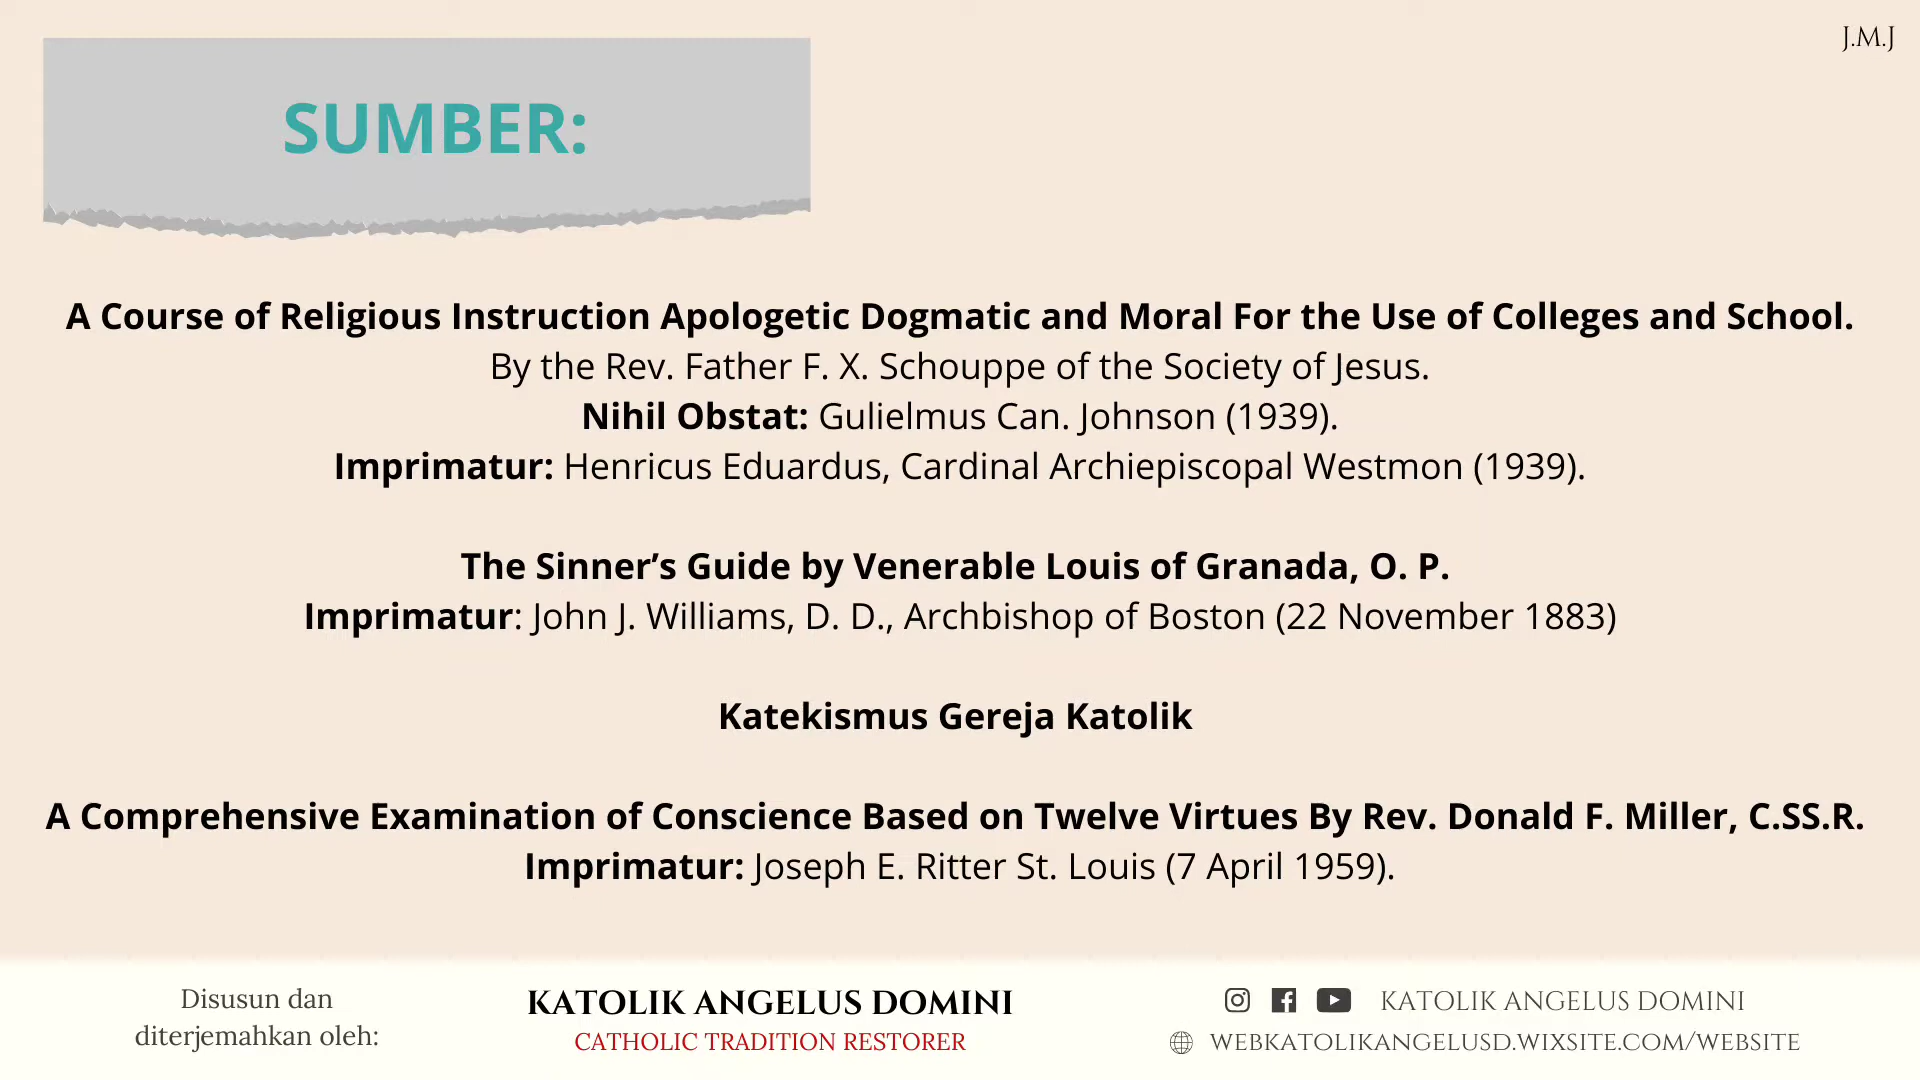 J.M.J
SUMBER:
A Course of Religious Instruction Apologetic Dogmatic and Moral For the Use of Colleges and School.
By the Rev. Father F. X. Schouppe of the Society of Jesus.
Nihil Obstat: Gulielmus Can. Johnson (1939).
Imprimatur: Henricus Eduardus, Cardinal Archiepiscopal Westmon (1939).
The Sinner’s Guide by Venerable Louis of Granada, O. P.
Imprimatur: John J. Williams, D. D., Archbishop of Boston (22 November 1883)
Katekismus Gereja Katolik
A Comprehensive Examination of Conscience Based on Twelve Virtues By Rev. Donald F. Miller, C.SS.R.
Imprimatur: Joseph E. Ritter St. Louis (7 April 1959).
Disusun dan
diterjemahkan oleh:
KATOLIK ANGELUS DOMINI
CATHOLIC TRADITION RESTORER
KATOLIK ANGELUS DOMINI
WEBKATOLIKANGELUSD.WIXSITE.COM/WEBSITE